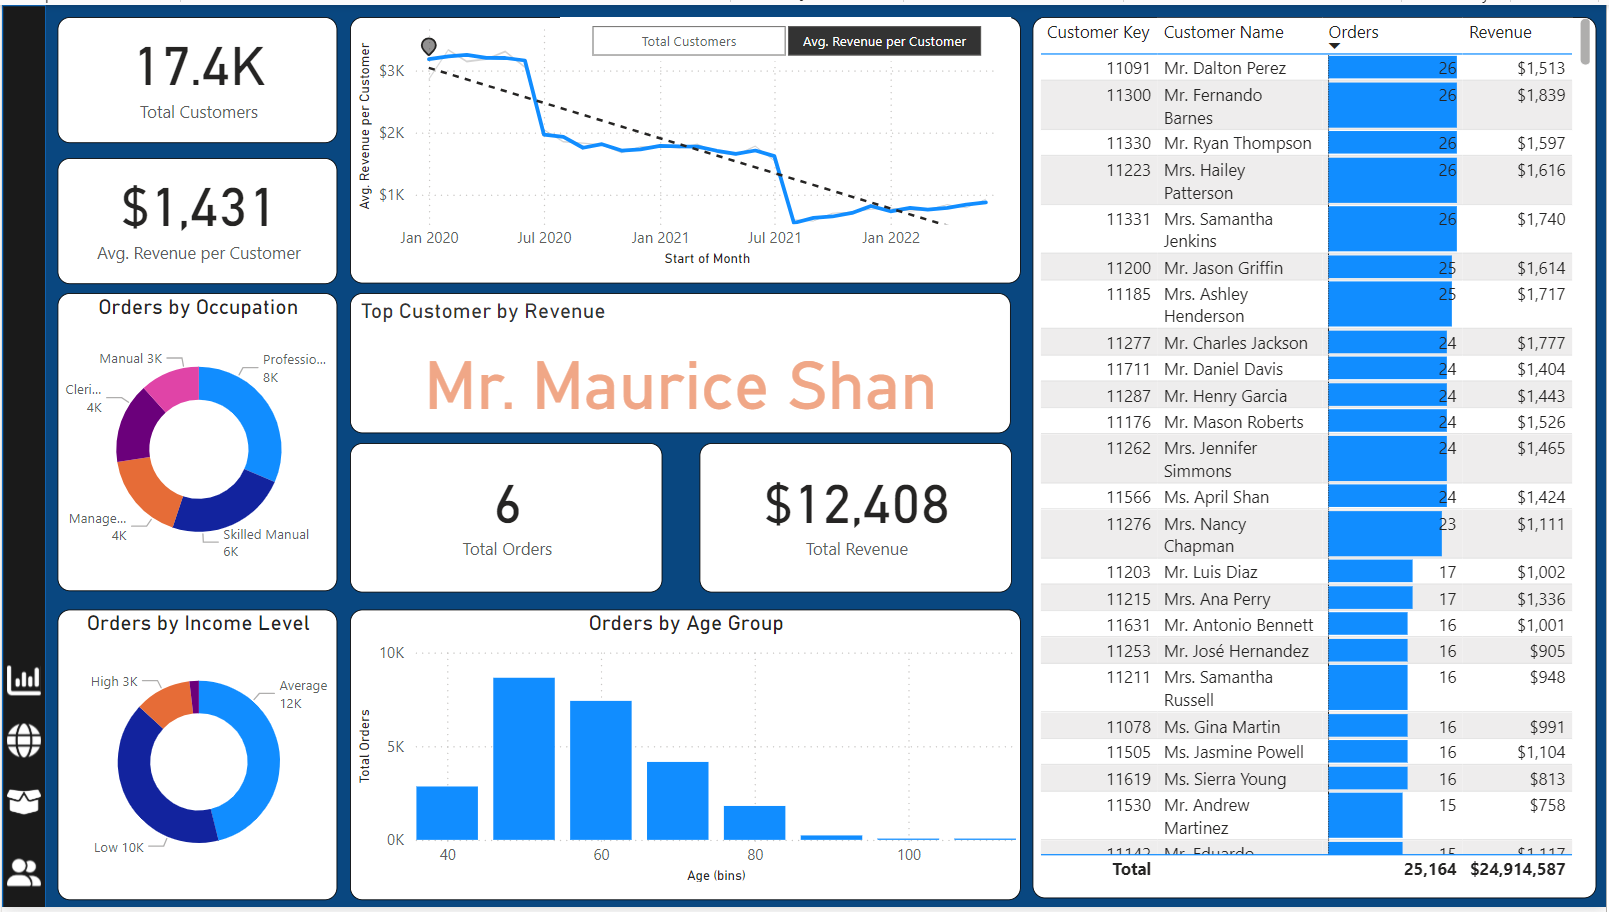 17.4K
Total Customers
$1,431
Avg. Revenue per Customer
Total Customers
Avg. Revenue per Customer
Avg. Revenue per Customer
$3K
$2K
$1K
Jan 2020
Jul 2020
Jan 2021
Jul 2021
Jan 2022
Start of Month
Orders by Occupation
Manual 3K
Professio...
8K
Cleri...
4K
Manage...
4K
Skilled Manual
6K
Top Customer by Revenue
Mr. Maurice Shan
6
Total Orders
$12,408
Total Revenue
Orders by Income Level
High 3K
Average
12K
Low 10K
Orders by Age Group
Total Orders
10K
5K
0K
40
60
80
100
Age (bins)
Customer Key Customer Name Orders Revenue
11091 Mr. Dalton Perez 26 $1,513
11300 Mr. Fernando 26 $1,839
Barnes
11330 Mr. Ryan Thompson 26 $1,597
11223 Mrs. Hailey 26 $1,616
Patterson
11331 Mrs. Samantha 26 $1,740
Jenkins
11200 Mr. Jason Griffin 25 $1,614
11185 Mrs. Ashley 25 $1,717
Henderson
11277 Mr. Charles Jackson 24 $1,777
11711 Mr. Daniel Davis 24 $1,404
11287 Mr. Henry Garcia 24 $1,443
11176 Mr. Mason Roberts 24 $1,526
11262 Mrs. Jennifer 24 $1,465
Simmons
11566 Ms. April Shan 24 $1,424
11276 Mrs. Nancy 23 $1,111
Chapman
11203 Mr. Luis Diaz 17 $1,002
11215 Mrs. Ana Perry 17 $1,336
11631 Mr. Antonio Bennett 16 $1,001
11253 Mr. José Hernandez 16 $905
11211 Mrs. Samantha 16 $948
Russell
11078 Ms. Gina Martin 16 $991
11505 Ms. Jasmine Powell 16 $1,104
11619 Ms. Sierra Young 16 $813
11530 Mr. Andrew 15 $758
Martinez
Mr. Eduardo 15 $1,117
Total 25,164 $24,914,587